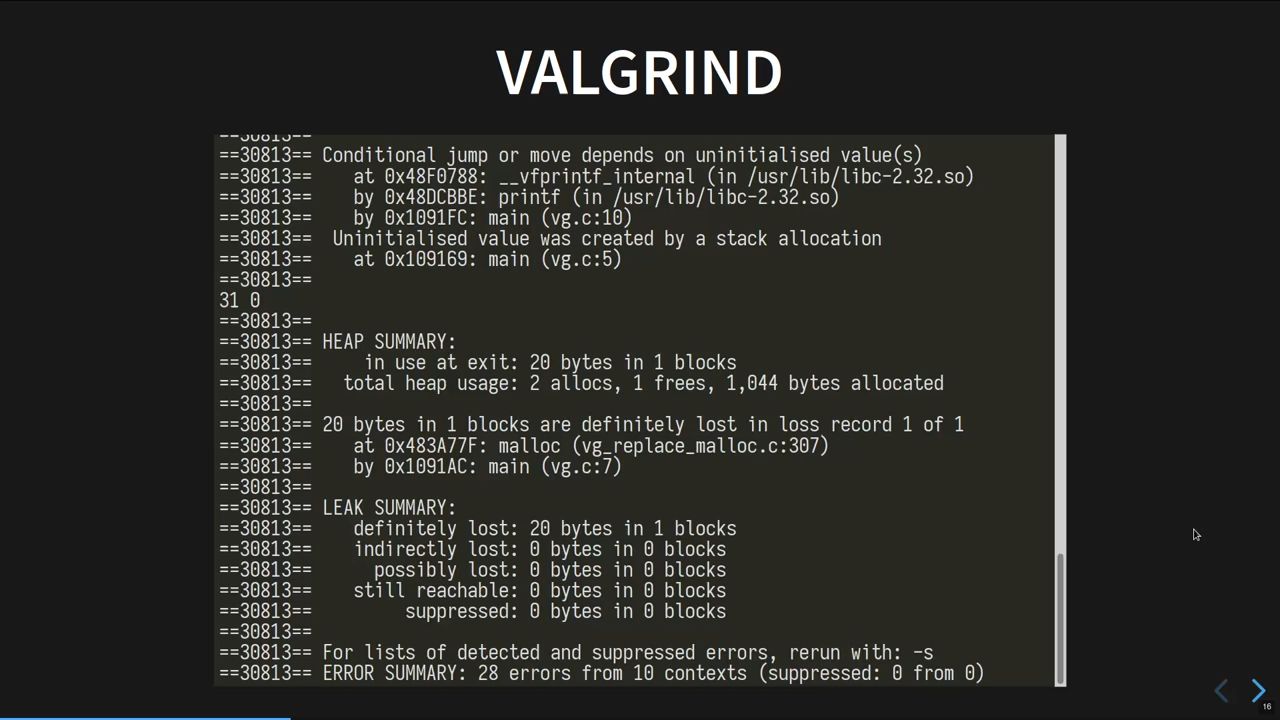 VALGRIND
==30813==
==30813== Conditional jump or move depends on uninitialised value(s)
==30813==    at 0x48F0788: __vfprintf_internal (in /usr/lib/libc-2.32.so)
==30813==    by 0x48DCBBE: printf (in /usr/lib/libc-2.32.so)
==30813==    by 0x1091FC: main (vg.c:10)
==30813==  Uninitialised value was created by a stack allocation
==30813==    at 0x109169: main (vg.c:5)
==30813==
31 0
==30813==
==30813== HEAP SUMMARY:
==30813==     in use at exit: 20 bytes in 1 blocks
==30813==   total heap usage: 2 allocs, 1 frees, 1,044 bytes allocated
==30813==
==30813== 20 bytes in 1 blocks are definitely lost in loss record 1 of 1
==30813==    at 0x483A77F: malloc (vg_replace_malloc.c:307)
==30813==    by 0x1091AC: main (vg.c:7)
==30813==
==30813== LEAK SUMMARY:
==30813==    definitely lost: 20 bytes in 1 blocks
==30813==    indirectly lost: 0 bytes in 0 blocks
==30813==      possibly lost: 0 bytes in 0 blocks
==30813==    still reachable: 0 bytes in 0 blocks
==30813==         suppressed: 0 bytes in 0 blocks
==30813==
==30813== For lists of detected and suppressed errors, rerun with: -s
==30813== ERROR SUMMARY: 28 errors from 10 contexts (suppressed: 0 from 0)
16